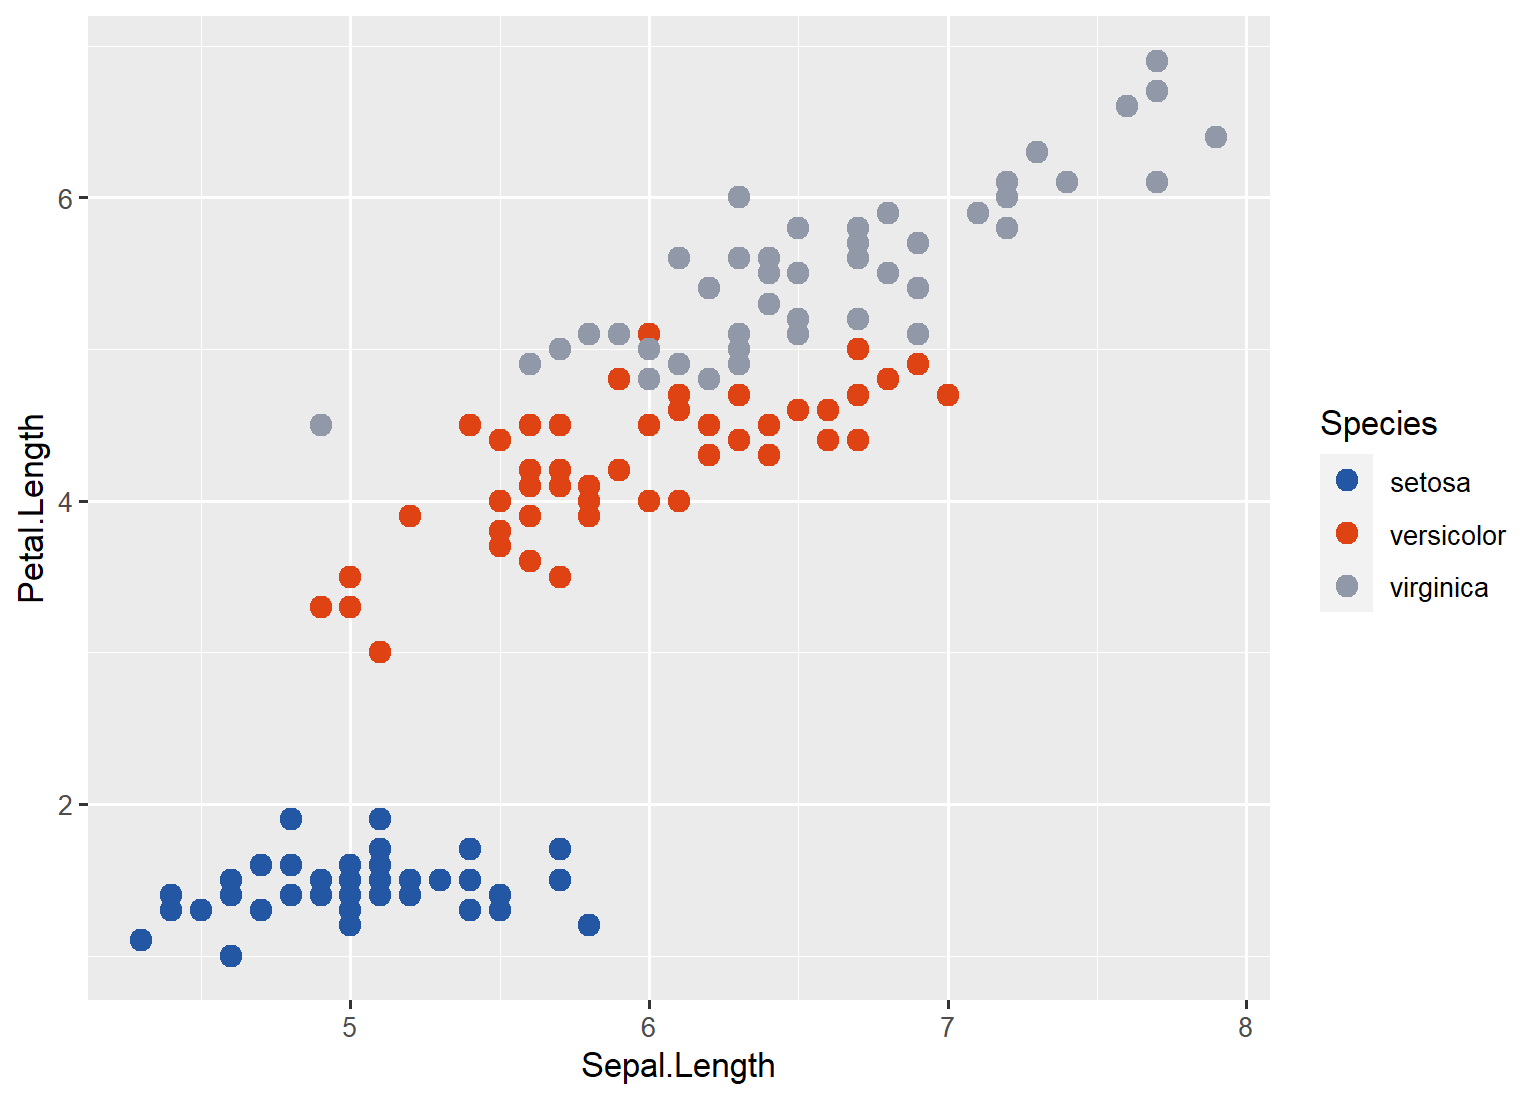 6
4
2
Petal.Length
5 6 7 8
Sepal.Length
Species
setosa
versicolor
virginica